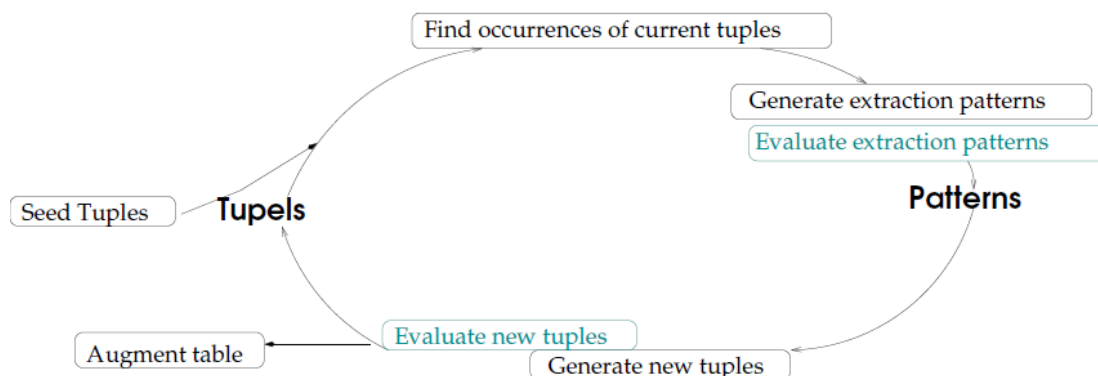 Find occurrences of current tuples
Generate extraction patterns
Evaluate extraction patterns
Seed Tuples
Tupels
Patterns
Evaluate new tuples
Augment table
Generate new tuples